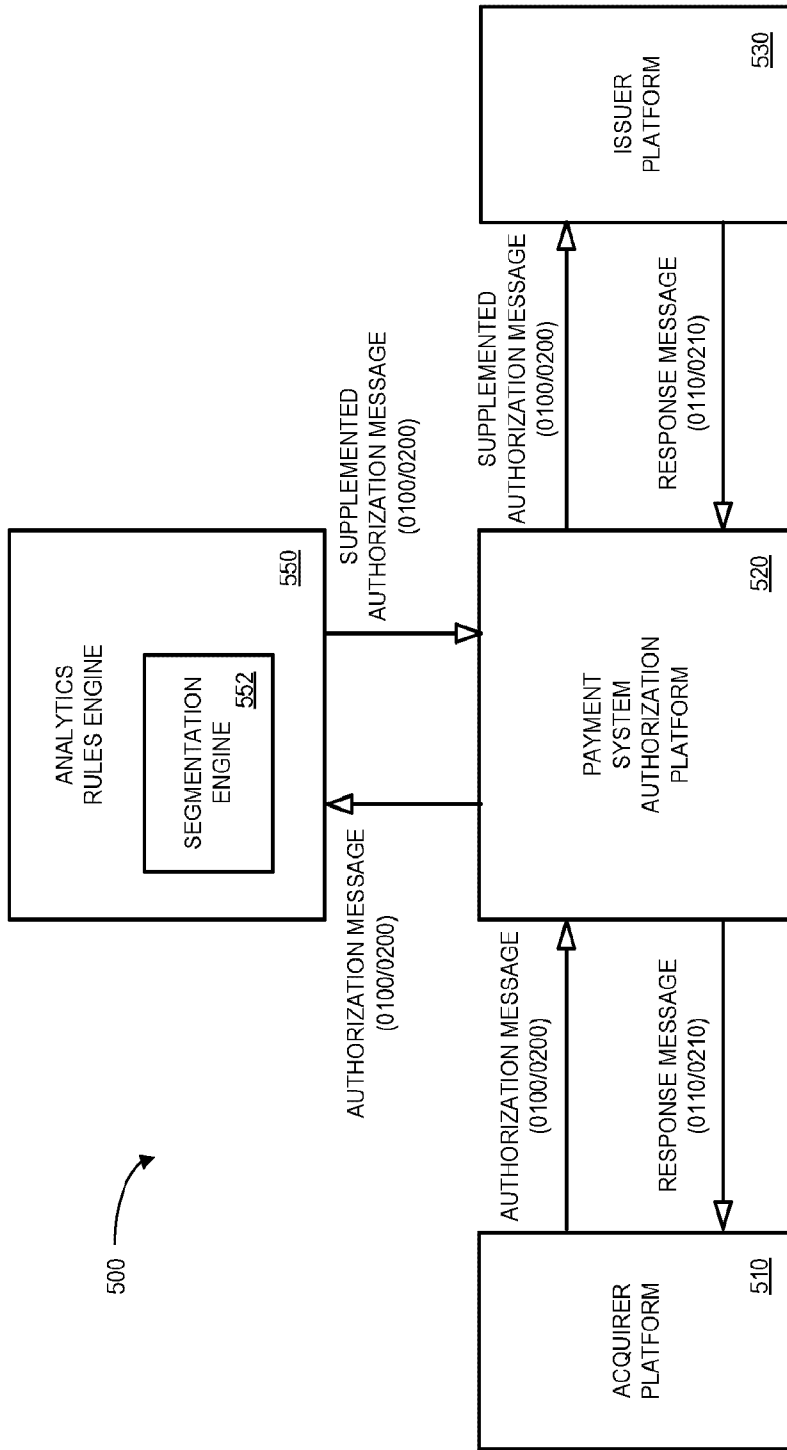 500
ANALYTICS
RULES ENGINE
550
SEGMENTATION
ENGINE
552
AUTHORIZATION MESSAGE
(0100/0200)
SUPPLEMENTED
AUTHORIZATION MESSAGE
(0100/0200)
ACQUIRER
PLATFORM
510
AUTHORIZATION MESSAGE
(0100/0200)
RESPONSE MESSAGE
(0110/0210)
PAYMENT
SYSTEM
AUTHORIZATION
PLATFORM
520
SUPPLEMENTED
AUTHORIZATION MESSAGE
(0100/0200)
RESPONSE MESSAGE
(0110/0210)
ISSUER
PLATFORM
530